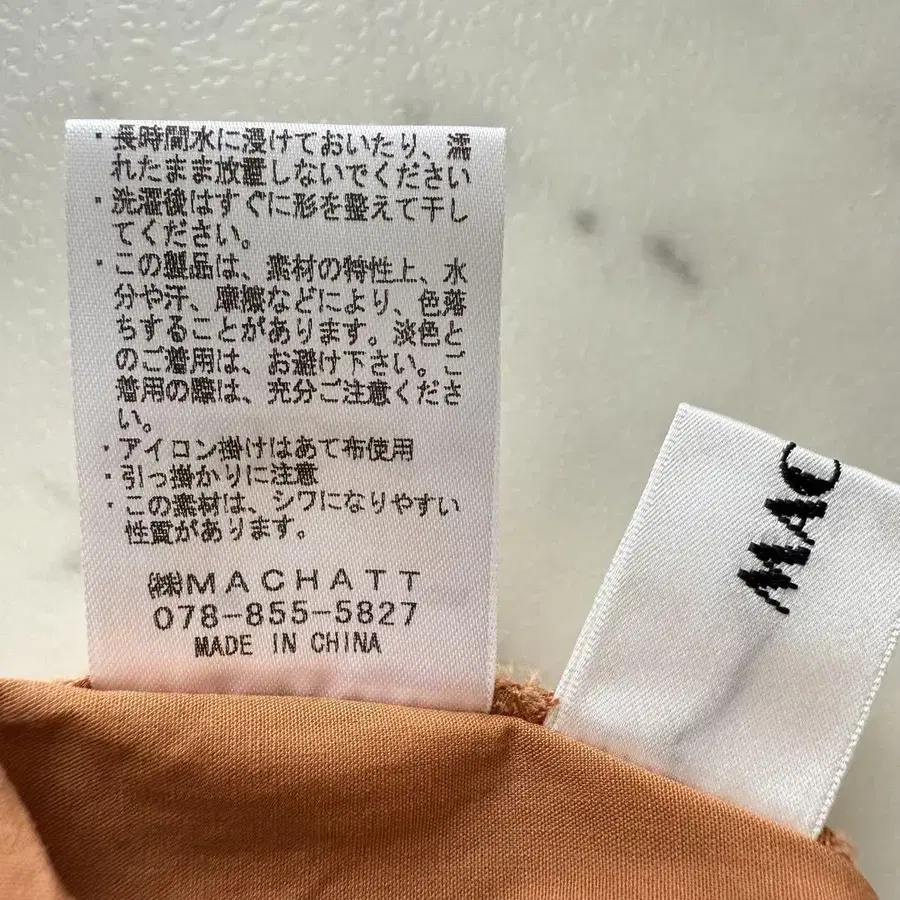 ・長時間水に浸けておいたり、濡
れたまま放置しないでください
・洗濯後はすぐに形を整えて干し
てください。
・この製品は、素材の特性上、水
分や汗、摩擦などにより、色落
ちすることがあります。淡色と
のご着用は、お避け下さい。ご
着用の際は、充分ご注意くださ
い。
・アイロン掛けはあて布使用
・引っ掛かりに注意
・この素材は、シワになりやすい
性質があります。
㈱MACHATT
078-855-5827
MADE IN CHINA
MAC